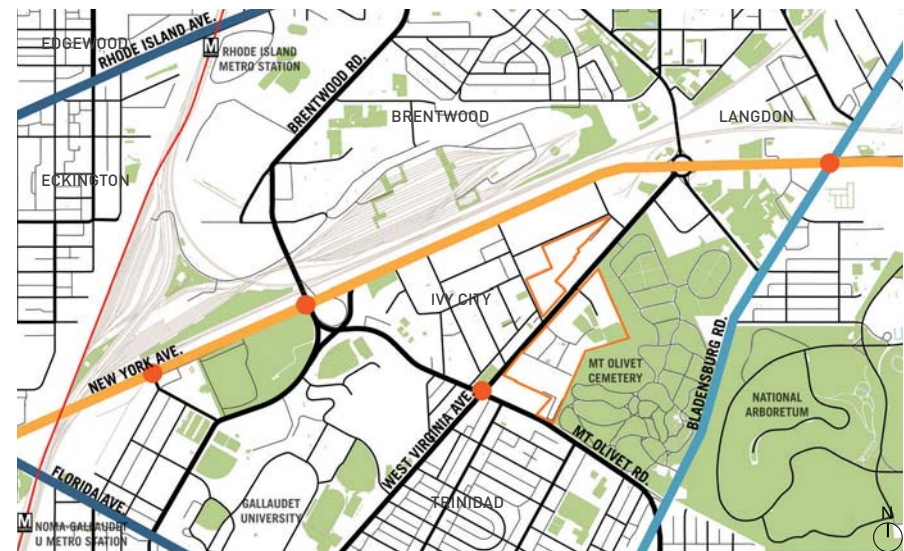 EDGEWOOD
RHODE ISLAND AVE.
M
RHODE ISLAND
METRO STATION
BRENTWOOD RD.
BRENTWOOD
LANGDON
ECKINGTON
IVY CITY
NEW YORK AVE.
MT OLIVET
CEMETERY
BLADENSBURG RD.
NATIONAL
ARBORETUM
WEST VIRGINIA AVE.
MT OLIVET RD.
FLORIDA AVE.
GALLAUDET
UNIVERSITY
TRINIDAD
M
NOMA-GALLAUDET
U METRO STATION
N